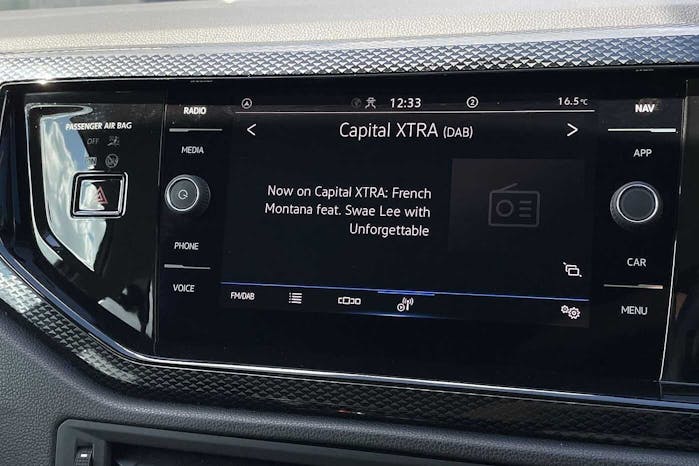 PASSENGER AIR BAG
OFF
ON
RADIO
MEDIA
PHONE
VOICE
12:33
2
16.5°C
Capital XTRA (DAB)
Now on Capital XTRA: French
Montana feat. Swae Lee with
Unforgettable
FM/DAB
NAV
APP
CAR
MENU